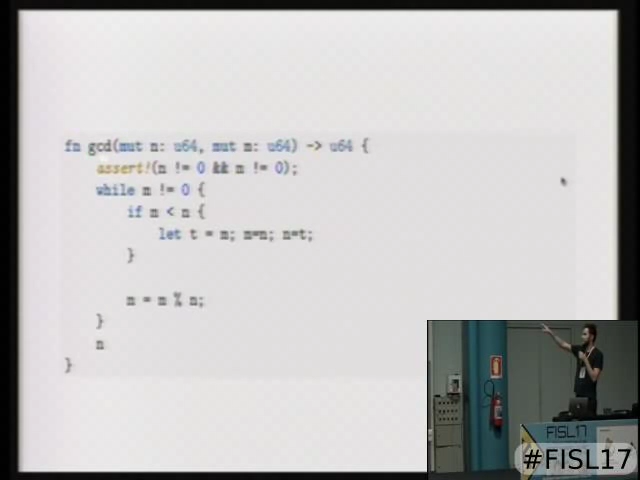 fn gcd(mut n: u64, mut m: u64) -> u64 {
assert!(n != 0 && m != 0);
while m != 0 {
if m < n {
let t = m; m=n; n=t;
}
m = m % n;
}
n
}
FISL17
#FISL17